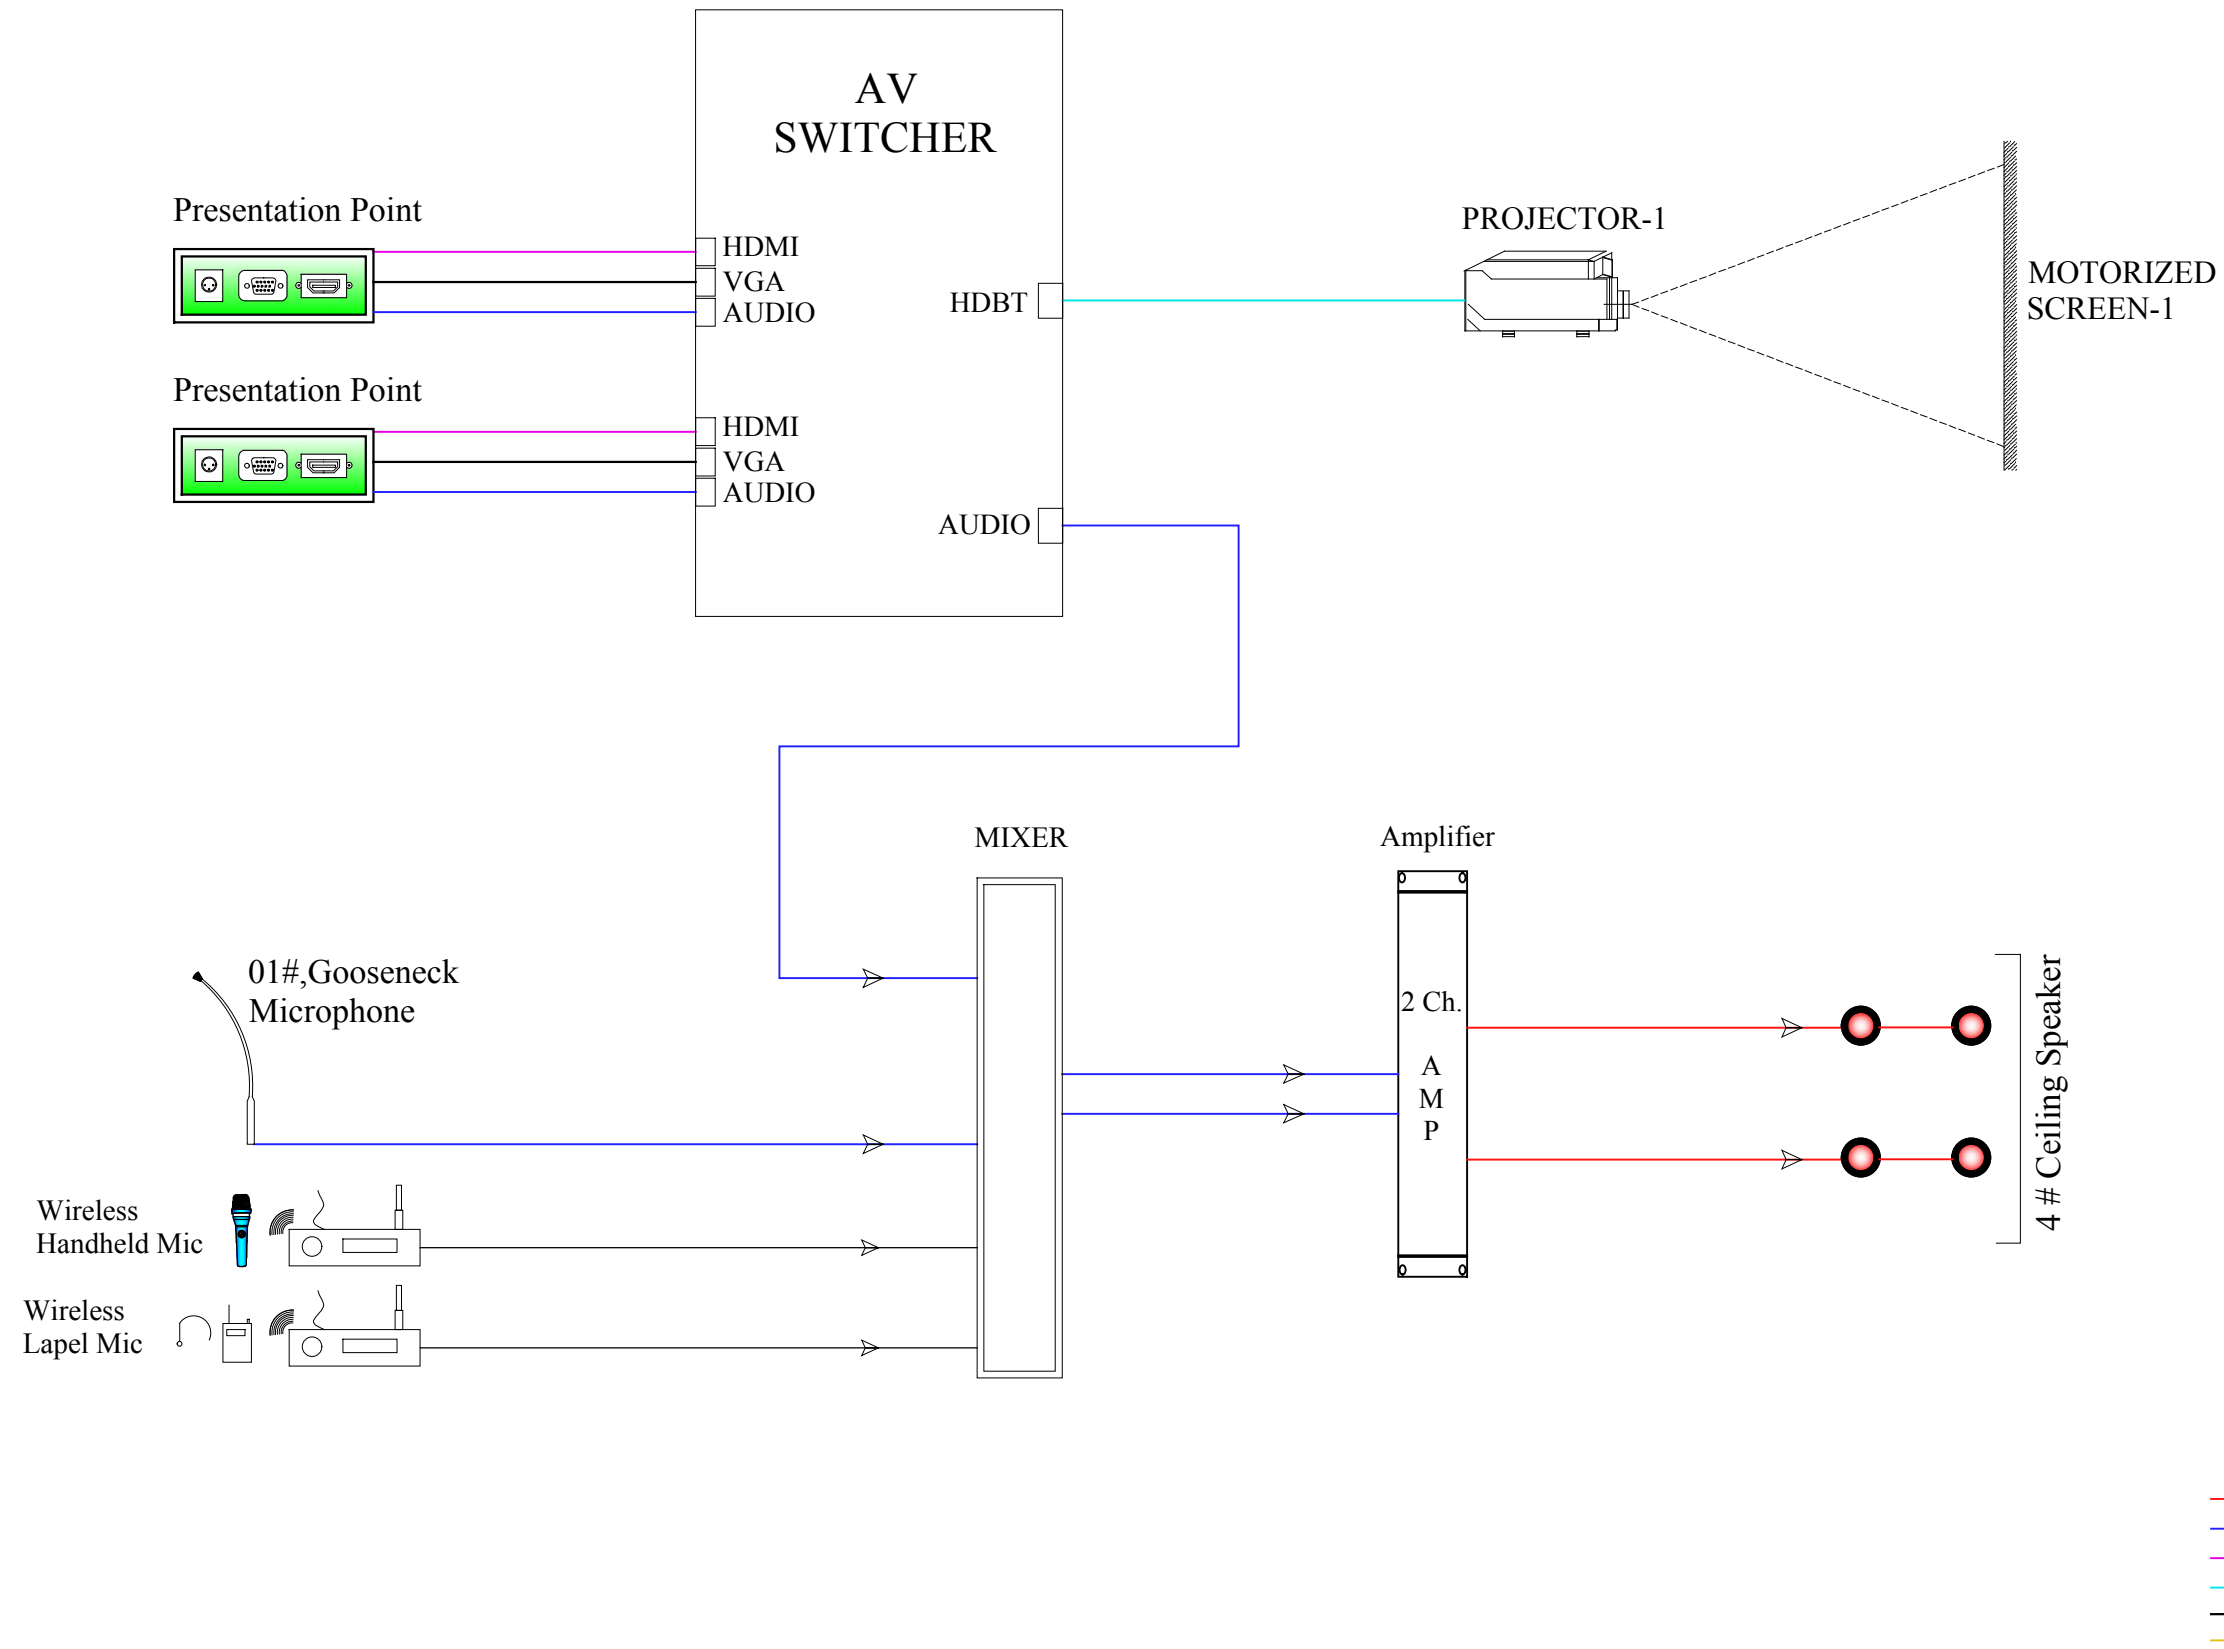 AV
SWITCHER
Presentation Point
HDMI
VGA
AUDIO
HDBT
PROJECTOR-1
MOTORIZED
SCREEN-1
Presentation Point
HDMI
VGA
AUDIO
AUDIO
MIXER
Amplifier
01#,Gooseneck
Microphone
2 Ch.
A
M
P
4 # Ceiling Speaker
Wireless
Handheld Mic
Wireless
Lapel Mic